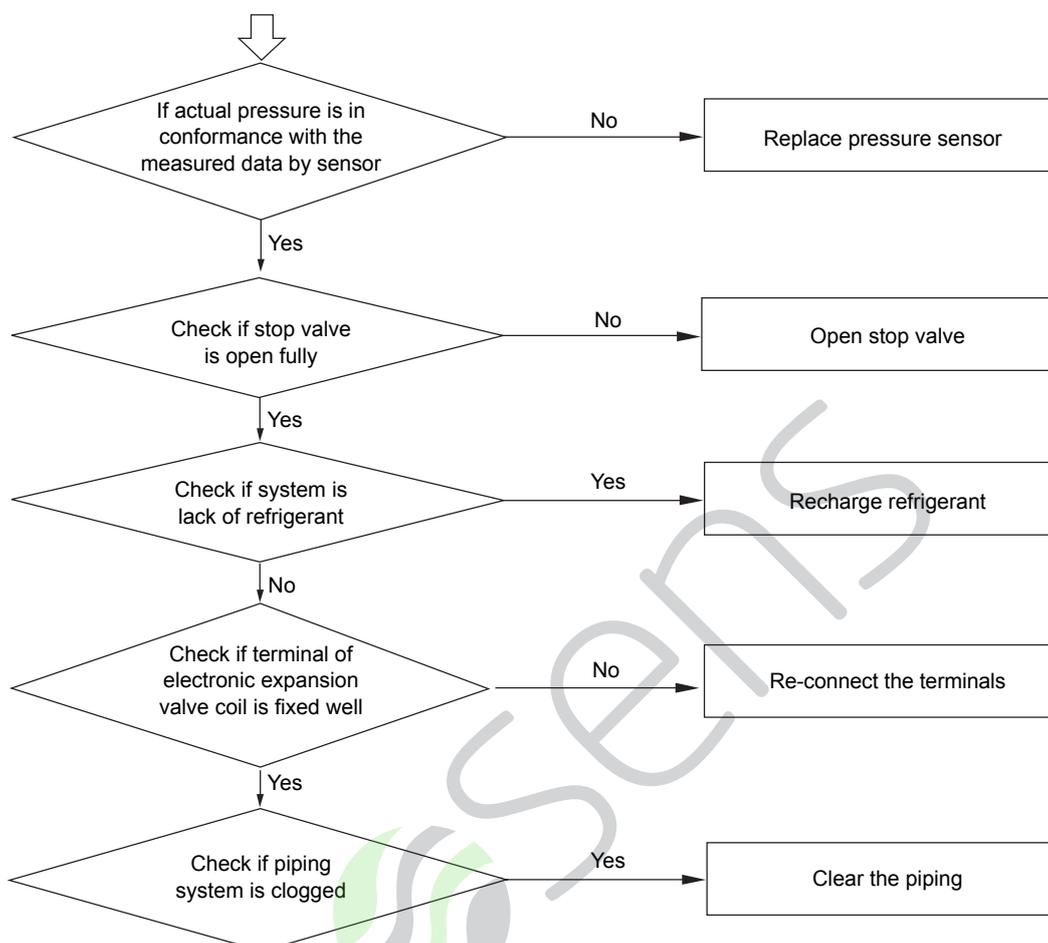 If actual pressure is in
conformance with the
measured data by sensor
No
Replace pressure sensor
Yes
Check if stop valve
is open fully
No
Open stop valve
Yes
Check if system is
lack of refrigerant
Yes
Recharge refrigerant
No
Check if terminal of
electronic expansion
valve coil is fixed well
No
Re-connect the terminals
Yes
Check if piping
system is clogged
Yes
Clear the piping
sens